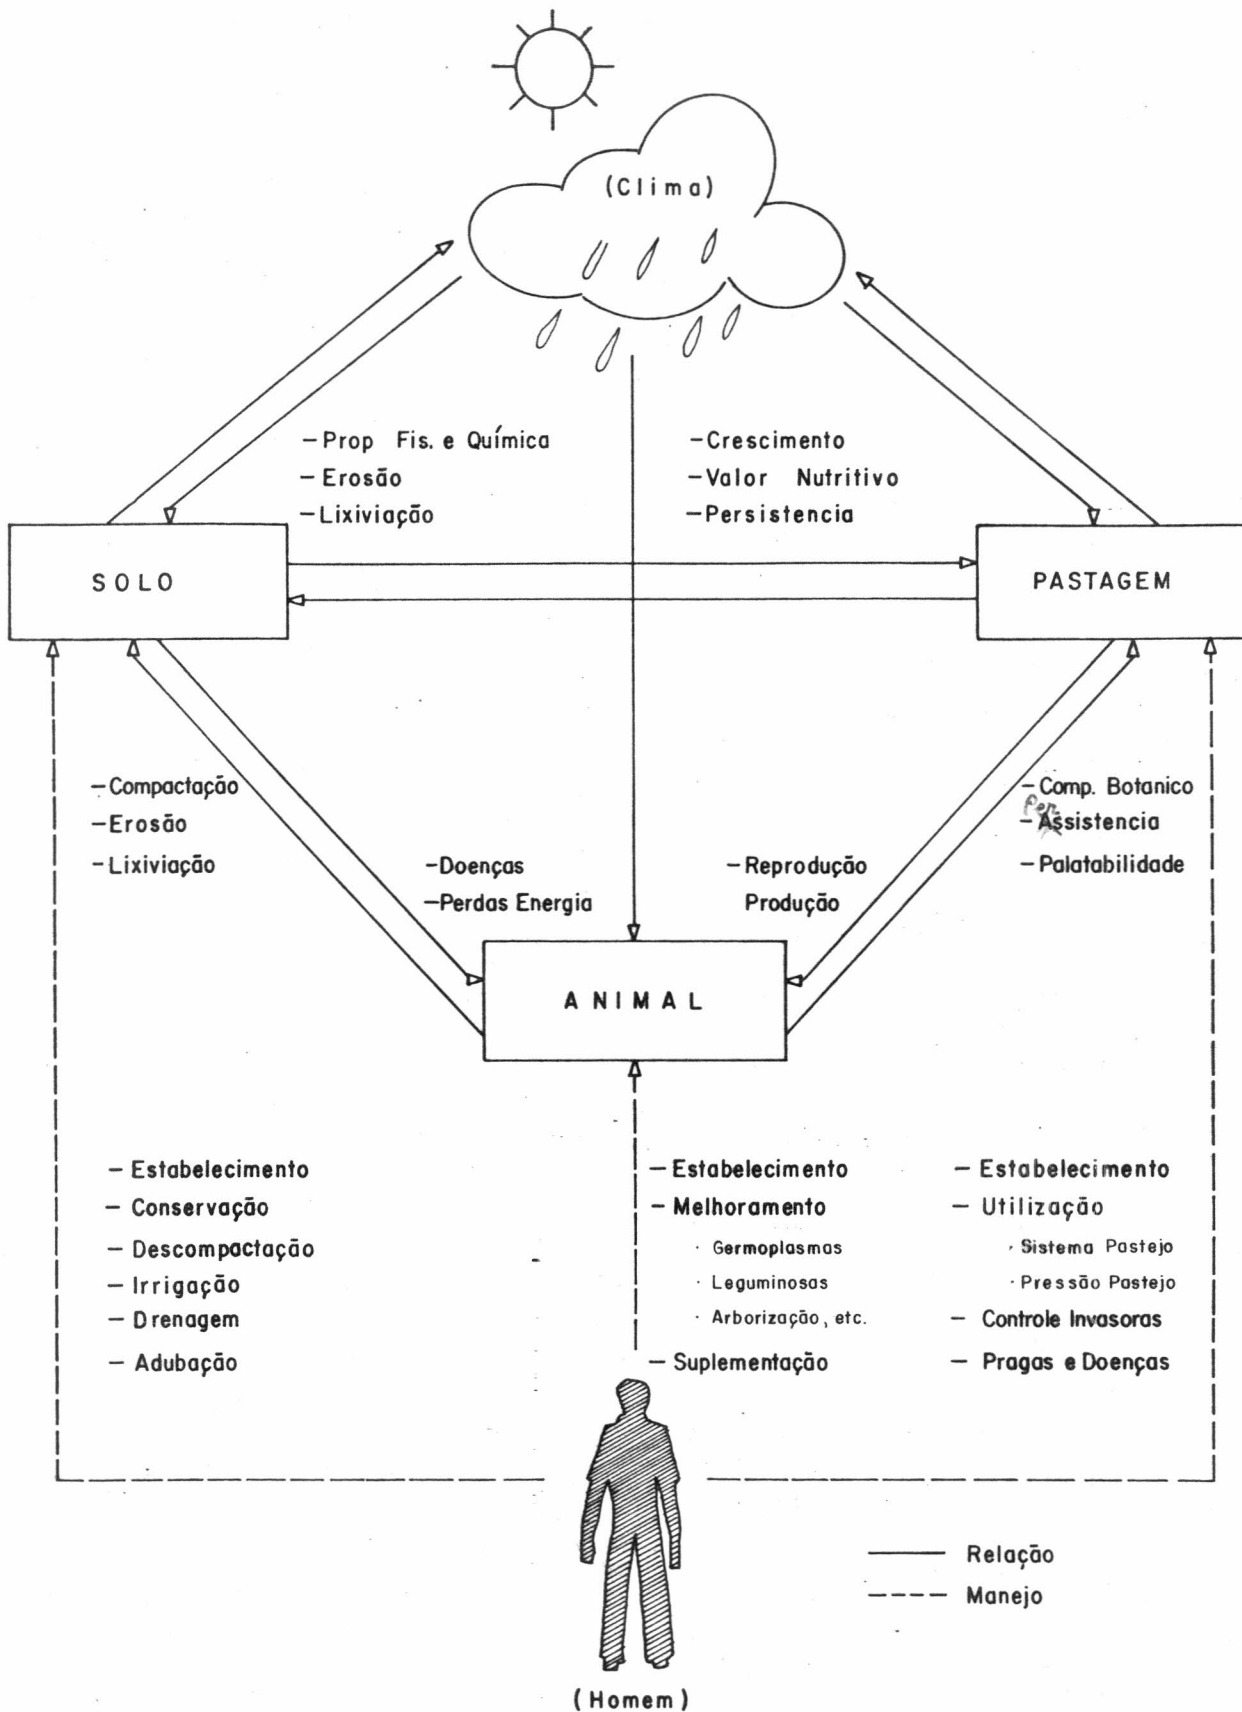 (Clima)
– Prop Fis. e Química
– Erosão
– Lixiviação
– Crescimento
– Valor Nutritivo
– Persistencia
SOLO
PASTAGEM
– Compactação
– Erosão
– Lixiviação
– Doenças
– Perdas Energia
– Reprodução
Produção
– Comp. Botanico
per
– Assistencia
– Palatabilidade
ANIMAL
– Estabelecimento
– Conservação
– Descompactação
– Irrigação
– Drenagem
– Adubação
– Estabelecimento
– Melhoramento
· Germoplasmas
· Leguminosas
· Arborização, etc.
– Suplementação
– Estabelecimento
– Utilização
· Sistema Pastejo
· Pressão Pastejo
– Controle Invasoras
– Pragas e Doenças
Relação
Manejo
(Homem)